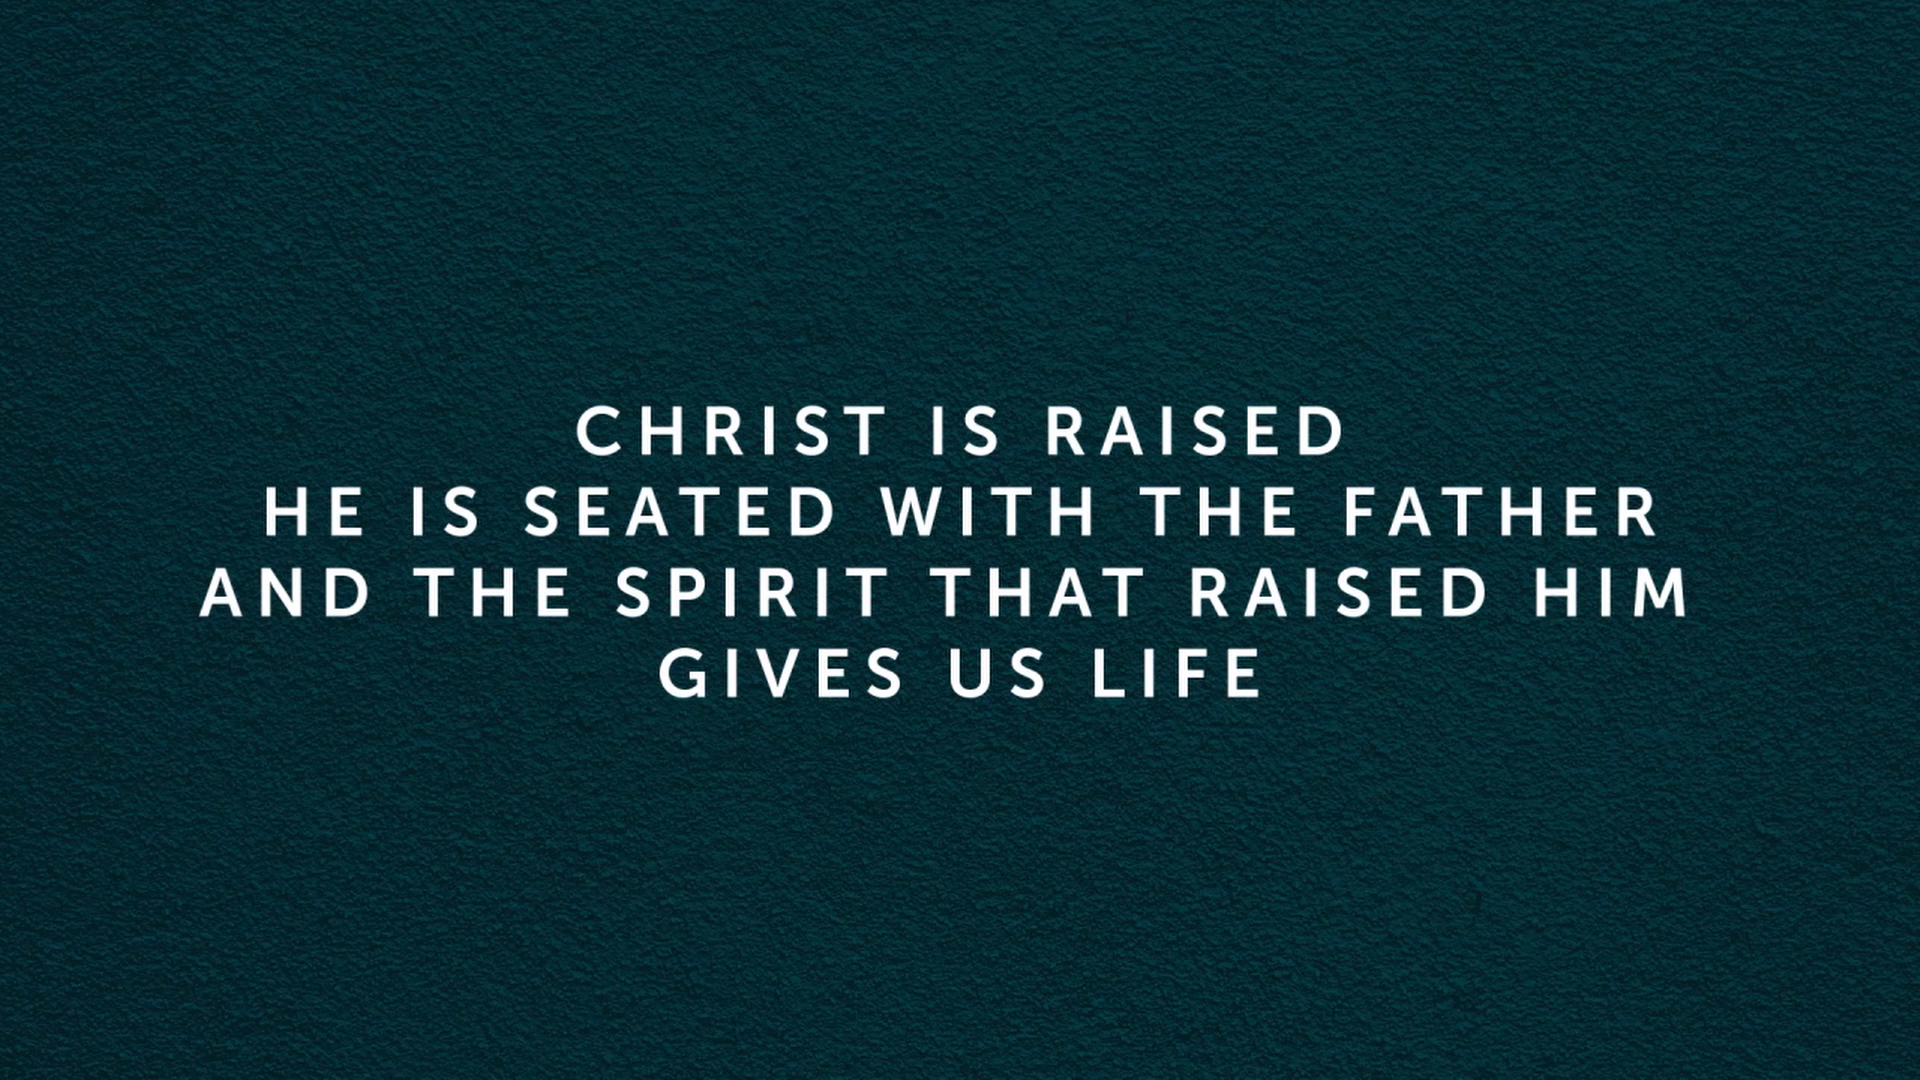 CHRIST IS RAISED
HE IS SEATED WITH THE FATHER
AND THE SPIRIT THAT RAISED HIM
GIVES US LIFE